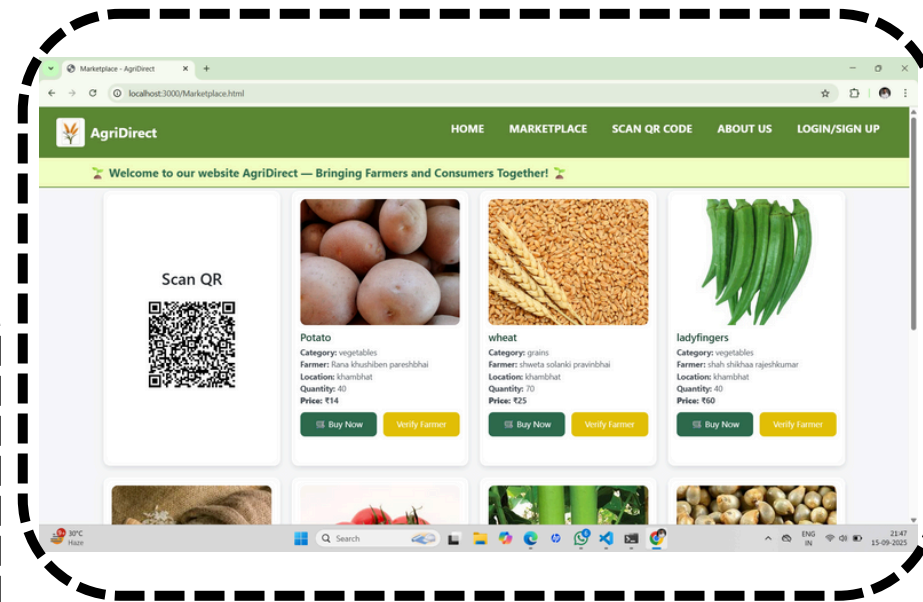 Marketplace - AgriDirect
localhost:3000/Marketplace.html
AgriDirect
HOME MARKETPLACE SCAN QR CODE ABOUT US LOGIN/SIGN UP
Welcome to our website AgriDirect — Bringing Farmers and Consumers Together!
Scan QR
Potato
Category: vegetables
Farmer: Rana khushiben pareshbhai
Location: khambhat
Quantity: 40
Price: ₹14
Buy Now Verify Farmer
wheat
Category: grains
Farmer: shweta solanki pravinbhai
Location: khambhat
Quantity: 70
Price: ₹25
Buy Now Verify Farmer
ladyfingers
Category: vegetables
Farmer: shah shikhaa rajeshkumar
Location: khambhat
Quantity: 40
Price: ₹60
Buy Now Verify Farmer
30°C
Haze
Search
ENG
IN
21:47
15-09-2025